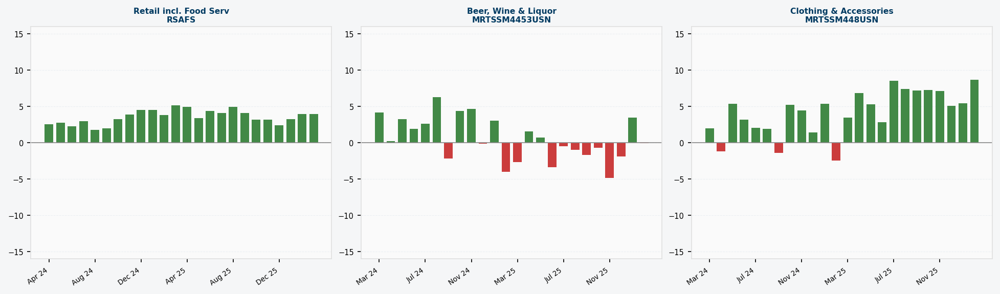 Retail incl. Food Serv
RSAFS
15
10
5
0
−5
−10
−15
Apr 24
Aug 24
Dec 24
Apr 25
Aug 25
Dec 25
Beer, Wine & Liquor
MRTSSM4453USN
15
10
5
0
−5
−10
−15
Mar 24
Jul 24
Nov 24
Mar 25
Jul 25
Nov 25
Clothing & Accessories
MRTSSM448USN
15
10
5
0
−5
−10
−15
Mar 24
Jul 24
Nov 24
Mar 25
Jul 25
Nov 25